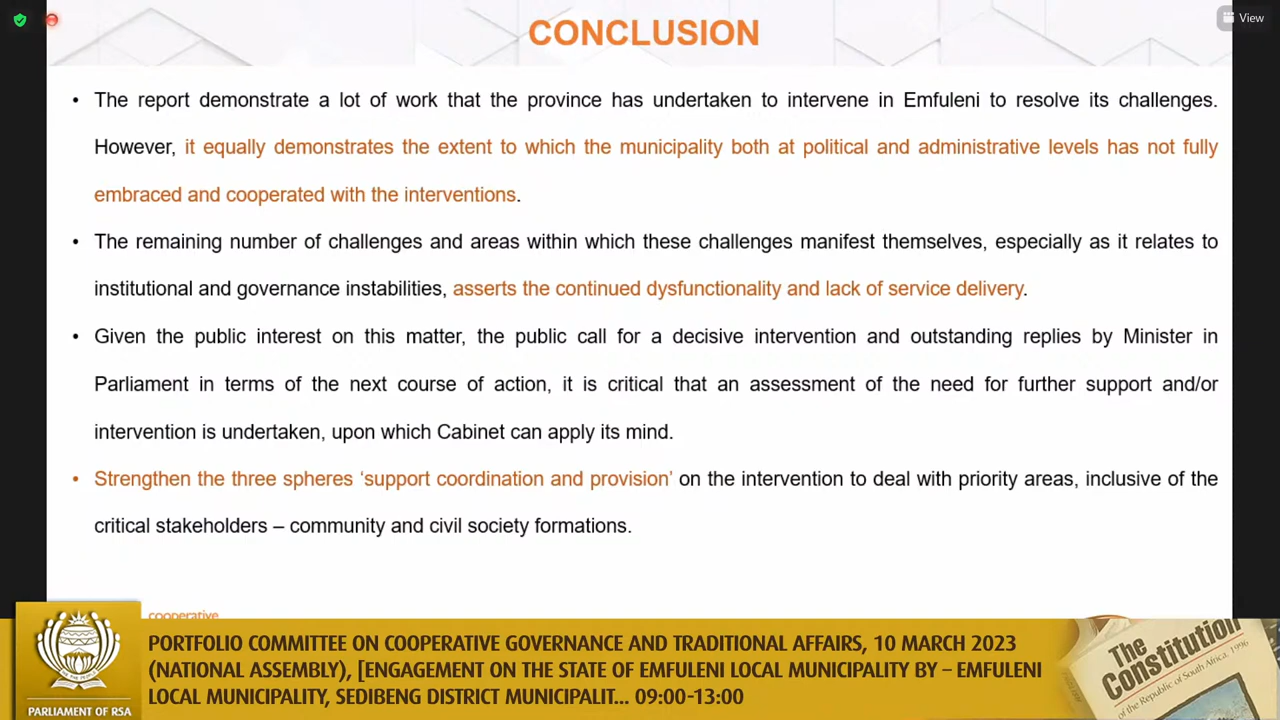 View
CONCLUSION
• The report demonstrate a lot of work that the province has undertaken to intervene in Emfuleni to resolve its challenges.
However, it equally demonstrates the extent to which the municipality both at political and administrative levels has not fully
embraced and cooperated with the interventions.
• The remaining number of challenges and areas within which these challenges manifest themselves, especially as it relates to
institutional and governance instabilities, asserts the continued dysfunctionality and lack of service delivery.
• Given the public interest on this matter, the public call for a decisive intervention and outstanding replies by Minister in
Parliament in terms of the next course of action, it is critical that an assessment of the need for further support and/or
intervention is undertaken, upon which Cabinet can apply its mind.
• Strengthen the three spheres ‘support coordination and provision’ on the intervention to deal with priority areas, inclusive of the
critical stakeholders – community and civil society formations.
cooperative
PORTFOLIO COMMITTEE ON COOPERATIVE GOVERNANCE AND TRADITIONAL AFFAIRS, 10 MARCH 2023
(NATIONAL ASSEMBLY), [ENGAGEMENT ON THE STATE OF EMFULENI LOCAL MUNICIPALITY BY – EMFULENI
LOCAL MUNICIPALITY, SEDIBENG DISTRICT MUNICIPALIT... 09:00-13:00
PARLIAMENT OF RSA
The
Constitution
of the Republic of South Africa, 1996